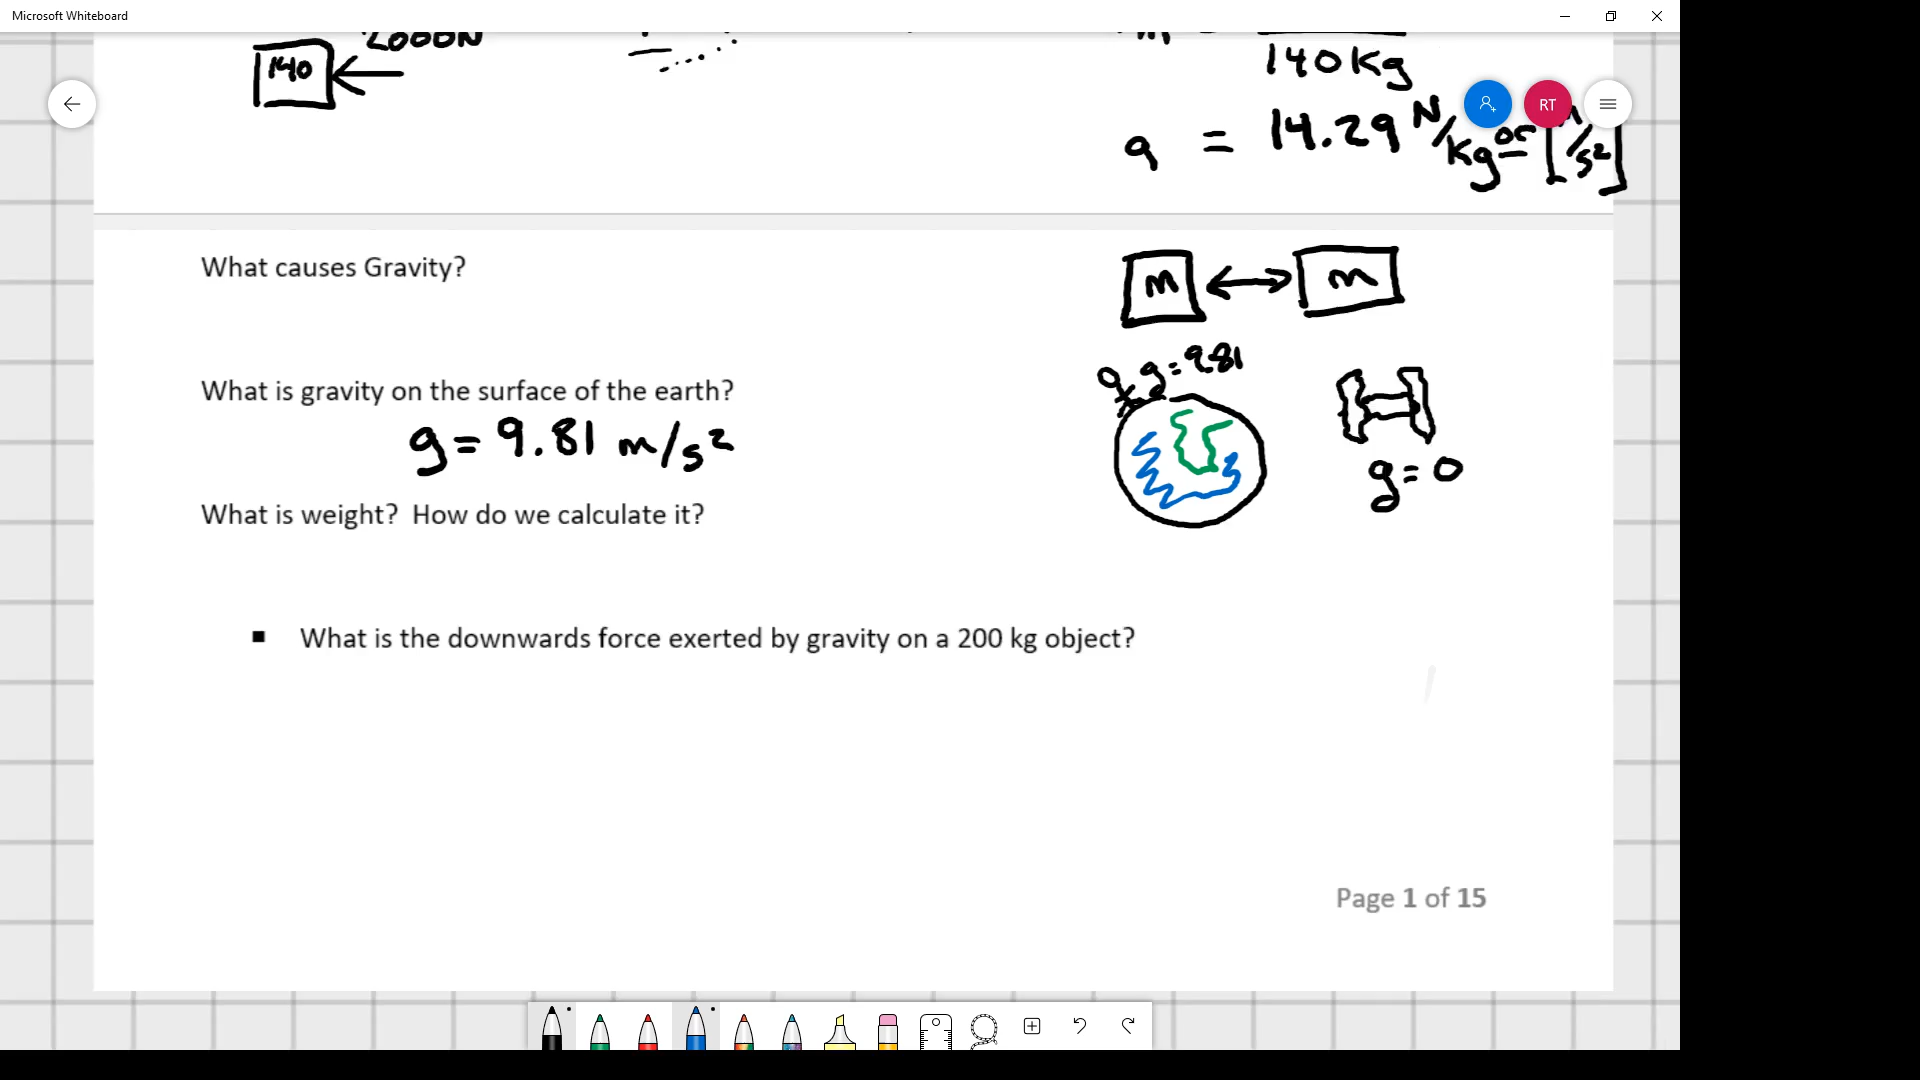 Microsoft Whiteboard
2000N
140
m =
140 Kg
RT
a = 14.29 N/kg or [m/s²]
What causes Gravity?
m ↔ m
g = 9.81
What is gravity on the surface of the earth?
g = 9.81 m/s²
g = 0
What is weight? How do we calculate it?
▪ What is the downwards force exerted by gravity on a 200 kg object?
Page 1 of 15